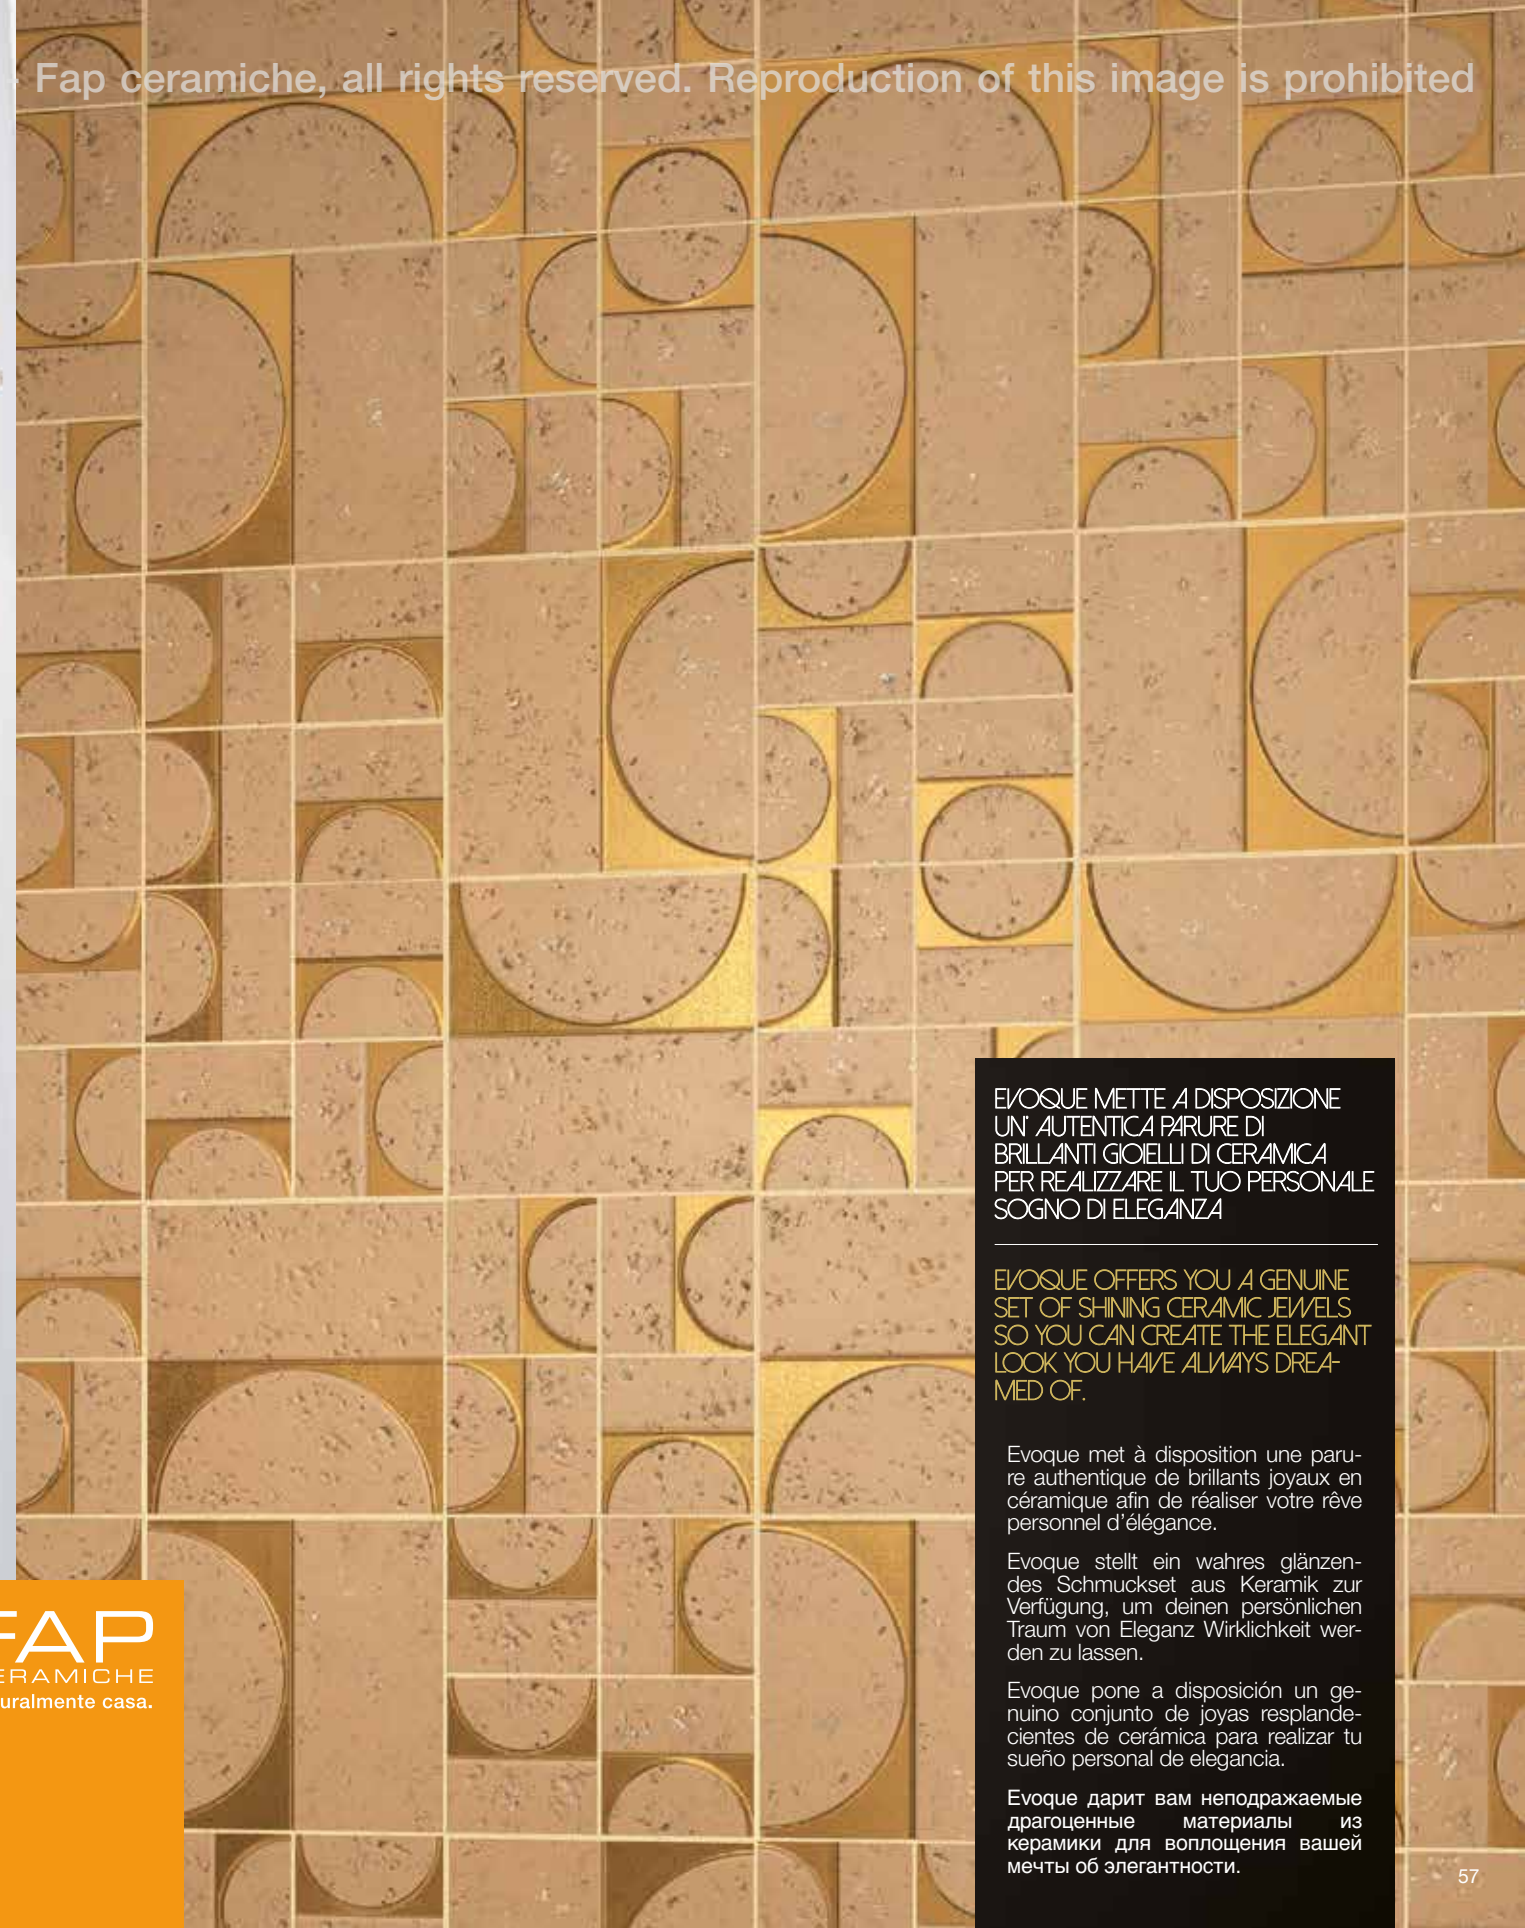 Fap ceramiche, all rights reserved. Reproduction of this image is prohibited
EVOQUE METTE A DISPOSIZIONE
UN' AUTENTICA PARURE DI
BRILLANTI GIOIELLI DI CERAMICA
PER REALIZZARE IL TUO PERSONALE
SOGNO DI ELEGANZA
EVOQUE OFFERS YOU A GENUINE
SET OF SHINING CERAMIC JEWELS
SO YOU CAN CREATE THE ELEGANT
LOOK YOU HAVE ALWAYS DREA-
MED OF.
Evoque met à disposition une paru-
re authentique de brillants joyaux en
céramique afin de réaliser votre rêve
personnel d'élégance.
Evoque stellt ein wahres glänzen-
des Schmuckset aus Keramik zur
Verfügung, um deinen persönlichen
Traum von Eleganz Wirklichkeit wer-
den zu lassen.
Evoque pone a disposición un ge-
nuino conjunto de joyas resplande-
cientes de cerámica para realizar tu
sueño personal de elegancia.
Evoque дарит вам неподражаемые
драгоценные материалы из
керамики для воплощения вашей
мечты об элегантности.
FAP
ERAMICHE
uralmente casa.
57